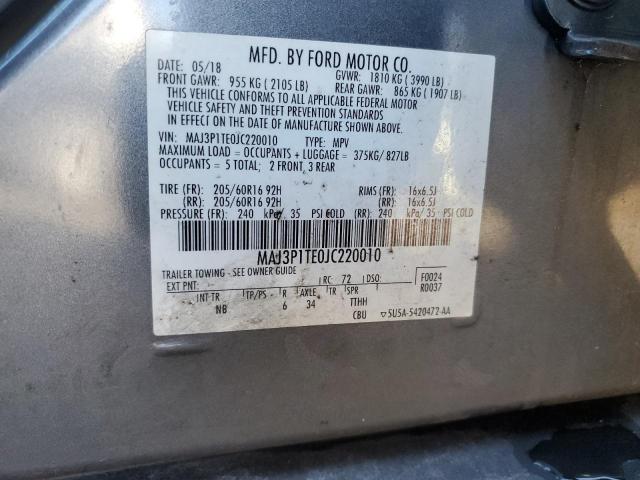 MFD. BY FORD MOTOR CO.
DATE: 05/18 GVWR: 1810 KG ( 3990 LB)
FRONT GAWR: 955 KG ( 2105 LB) REAR GAWR: 865 KG ( 1907 LB)
THIS VEHICLE CONFORMS TO ALL APPLICABLE FEDERAL MOTOR
VEHICLE SAFETY AND THEFT PREVENTION STANDARDS
IN EFFECT ON THE DATE OF MANUFACTURE SHOWN ABOVE.
VIN: MAJ3P1TE0JC220010 TYPE: MPV
MAXIMUM LOAD = OCCUPANTS + LUGGAGE = 375KG/ 827LB
OCCUPANTS = 5 TOTAL; 2 FRONT, 3 REAR
TIRE (FR): 205/60R16 92H RIMS (FR): 16x6.5J
(RR): 205/60R16 92H (RR): 16x6.5J
PRESSURE (FR): 240 kPa/ 35 PSI COLD (RR): 240 kPa/ 35 PSI COLD
MAJ3P1TE0JC220010
TRAILER TOWING - SEE OWNER GUIDE
EXT PNT: RC: 72 DSO: F0024
R0037
INT TR TP/PS R AXLE TR SPR
NB 6 34 TTHH
CBU ▽ 5U5A-5420472-AA